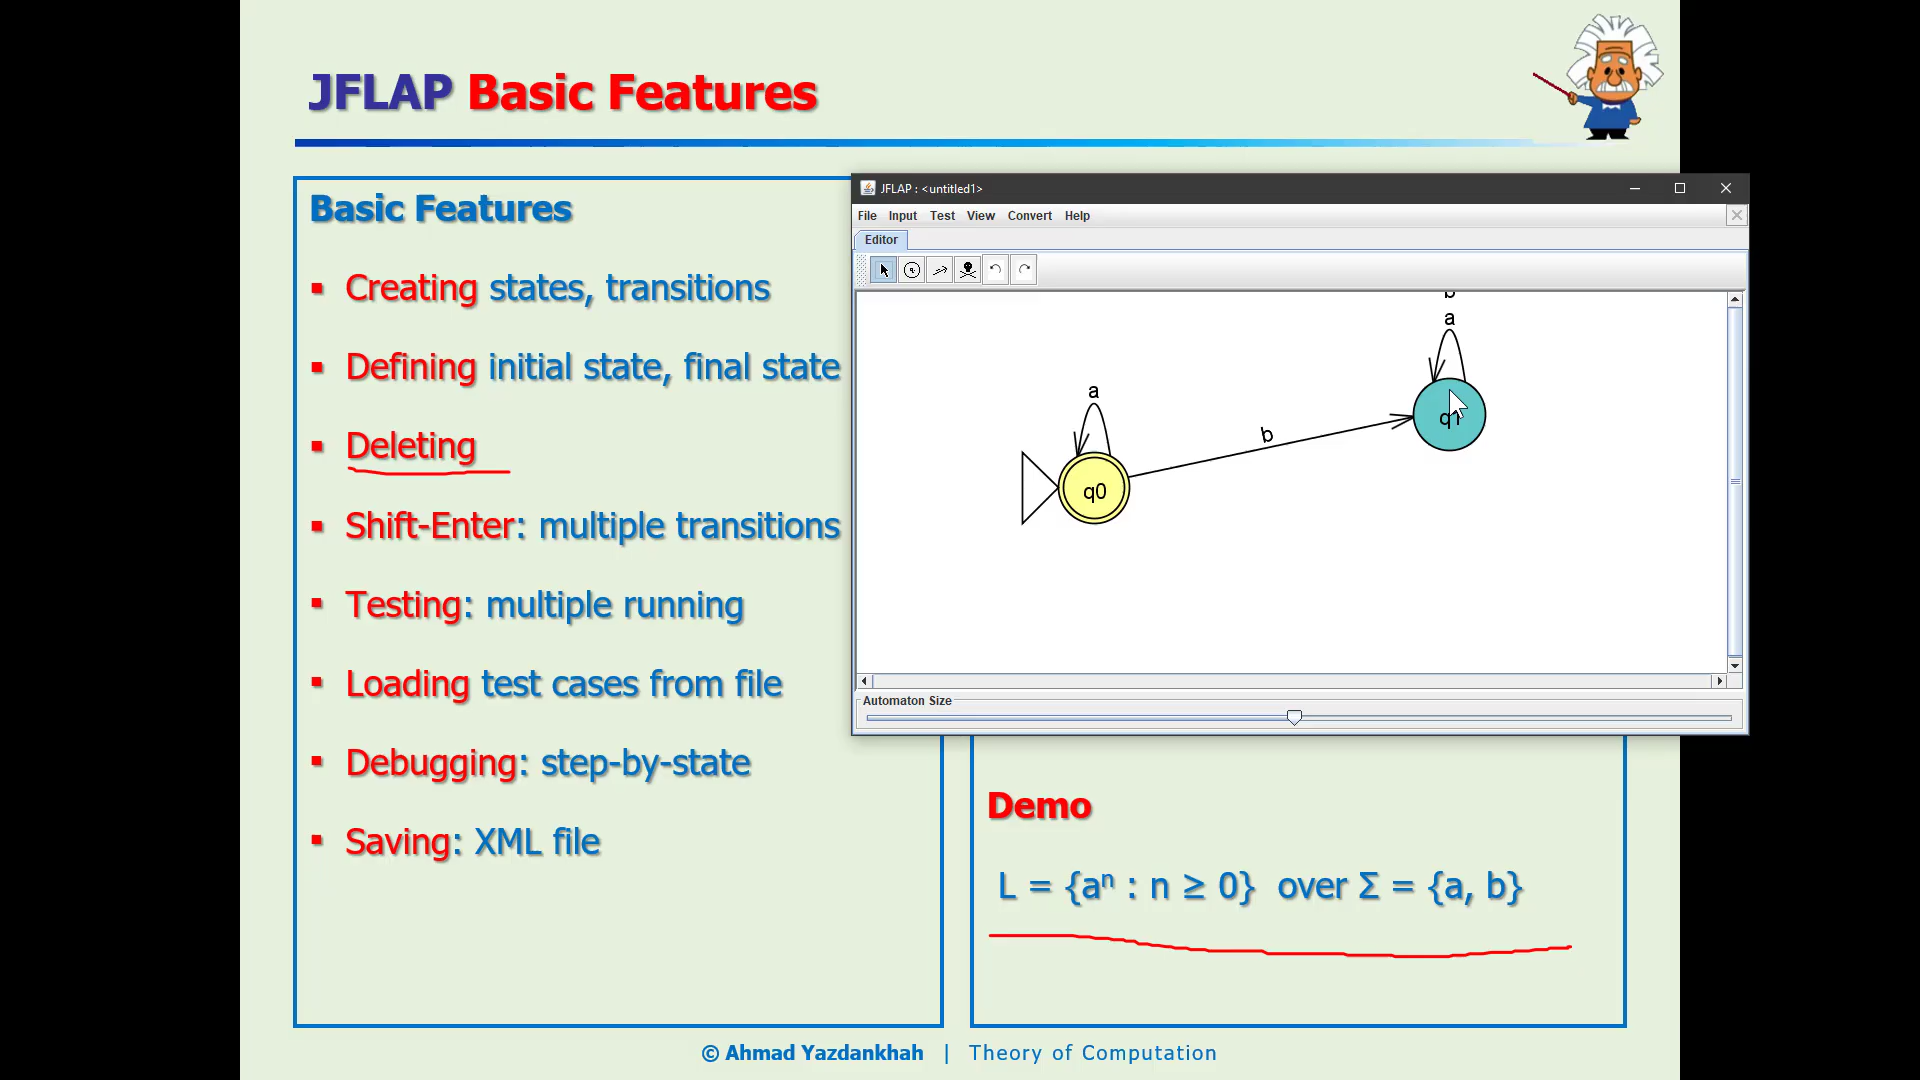 JFLAP Basic Features
Basic Features
Creating states, transitions
Defining initial state, final state
Deleting
Shift-Enter: multiple transitions
Testing: multiple running
Loading test cases from file
Debugging: step-by-state
Saving: XML file
JFLAP : <untitled1>
File Input Test View Convert Help
Editor
b
a
a
b
q1
q0
Automaton Size
Demo
L = {aⁿ : n ≥ 0} over Σ = {a, b}
© Ahmad Yazdankhah | Theory of Computation